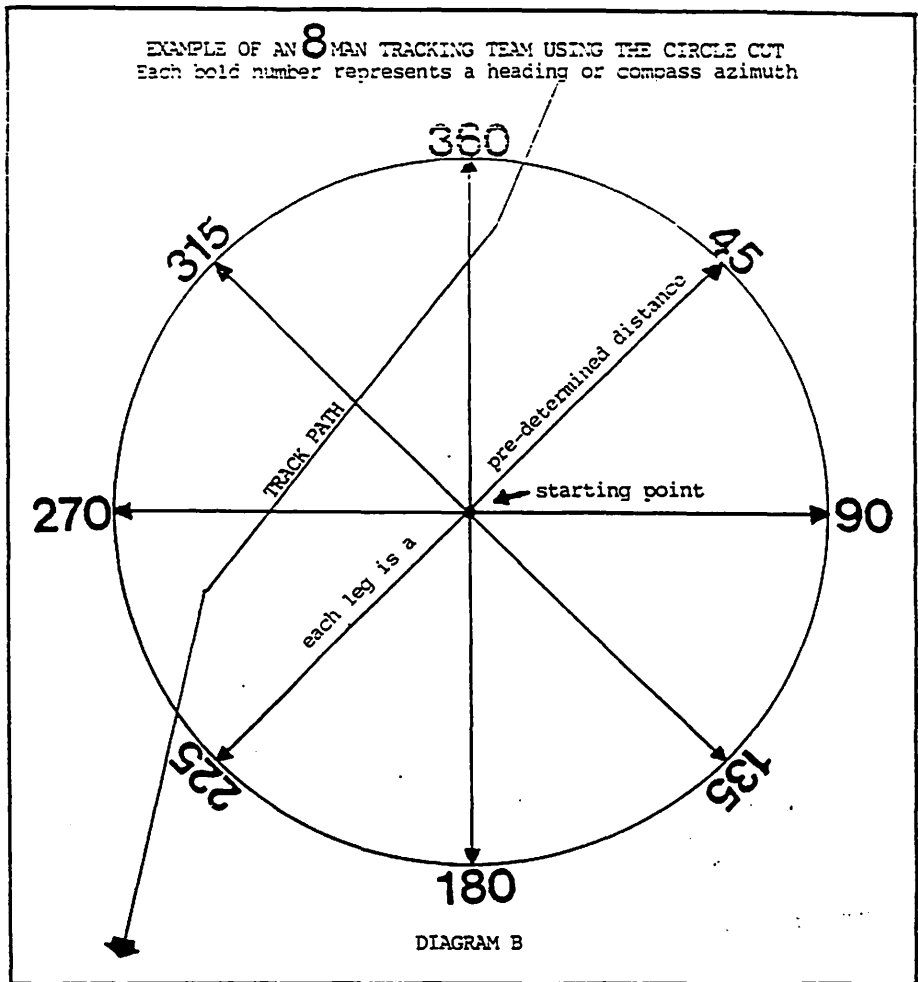 EXAMPLE OF AN 8 MAN TRACKING TEAM USING THE CIRCLE CUT
Each bold number represents a heading or compass azimuth
360
315
45
pre-determined distance
TRACK PATH
starting point
270
90
each leg is a
225
135
180
DIAGRAM B